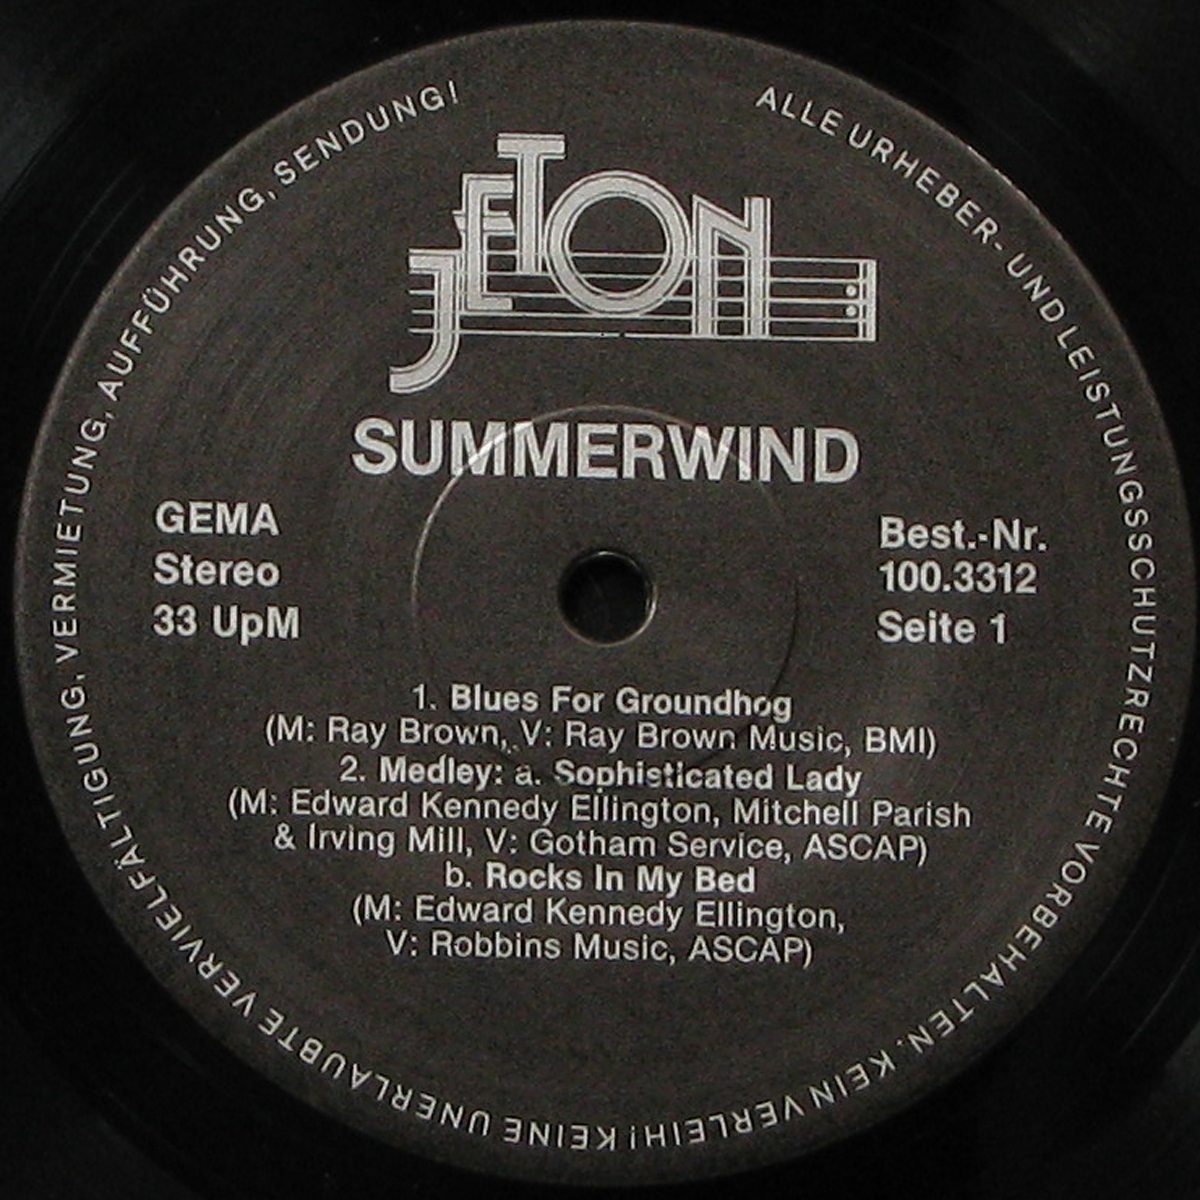 ALLE URHEBER- UND LEISTUNGSSCHUTZRECHTE VORBEHALTEN. KEIN VERLEIH! KEINE UNERLAUBTE VERVIELFÄLTIGUNG, VERMIETUNG, AUFFÜHRUNG, SENDUNG!
JETON
SUMMERWIND
GEMA
Stereo
33 UpM
Best.-Nr.
100.3312
Seite 1
1. Blues For Groundhog
(M: Ray Brown, V: Ray Brown Music, BMI)
2. Medley: a. Sophisticated Lady
(M: Edward Kennedy Ellington, Mitchell Parish
& Irving Mill, V: Gotham Service, ASCAP)
b. Rocks In My Bed
(M: Edward Kennedy Ellington,
V: Robbins Music, ASCAP)